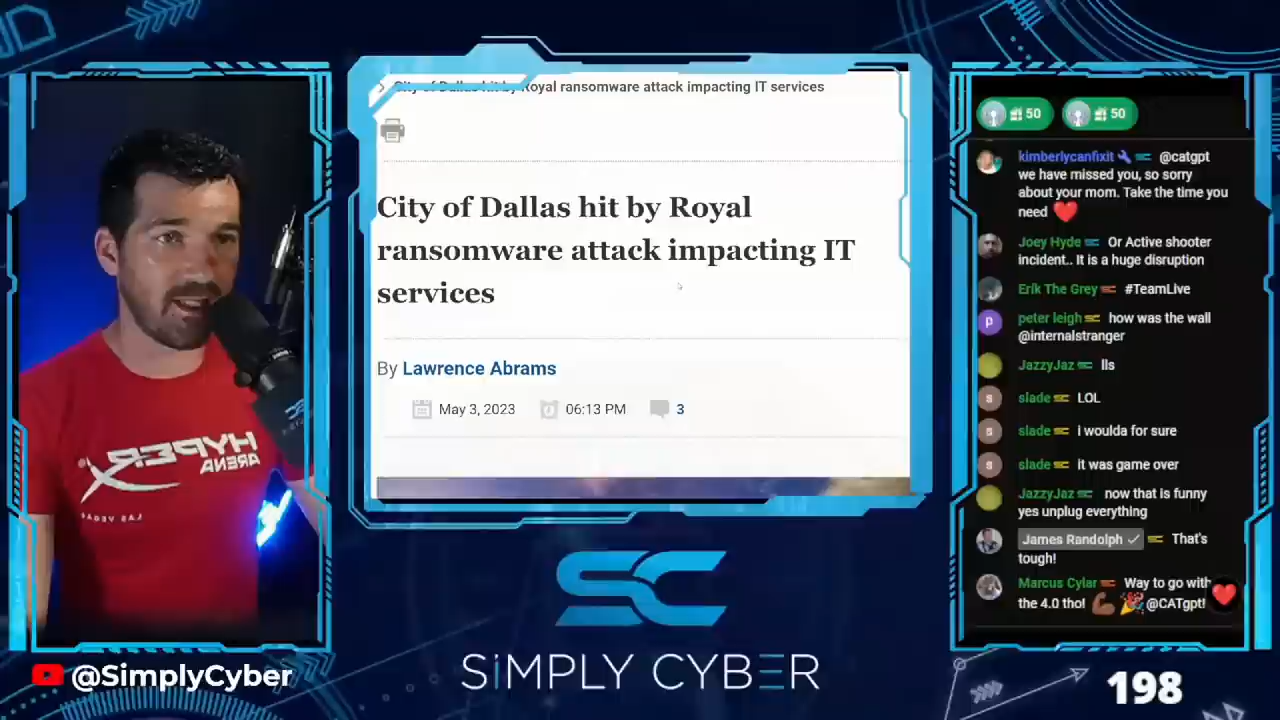 City of Dallas hit by Royal ransomware attack impacting IT services
City of Dallas hit by Royal
ransomware attack impacting IT
services
By Lawrence Abrams
May 3, 2023 06:13 PM 3
HYPER
ARENA
LAS VEGAS
SC
SiMPLY CYBER
@SimplyCyber
50 50
kimberlycanfixit @catgpt
we have missed you, so sorry
about your mom. Take the time you
need
Joey Hyde Or Active shooter
incident.. It is a huge disruption
Erik The Grey #TeamLive
P peter leigh how was the wall
@internalstranger
JazzyJaz lls
s slade LOL
s slade i woulda for sure
s slade it was game over
JazzyJaz now that is funny
yes unplug everything
James Randolph That's
tough!
Marcus Cylar Way to go with
the 4.0 tho! @CATgpt!
198